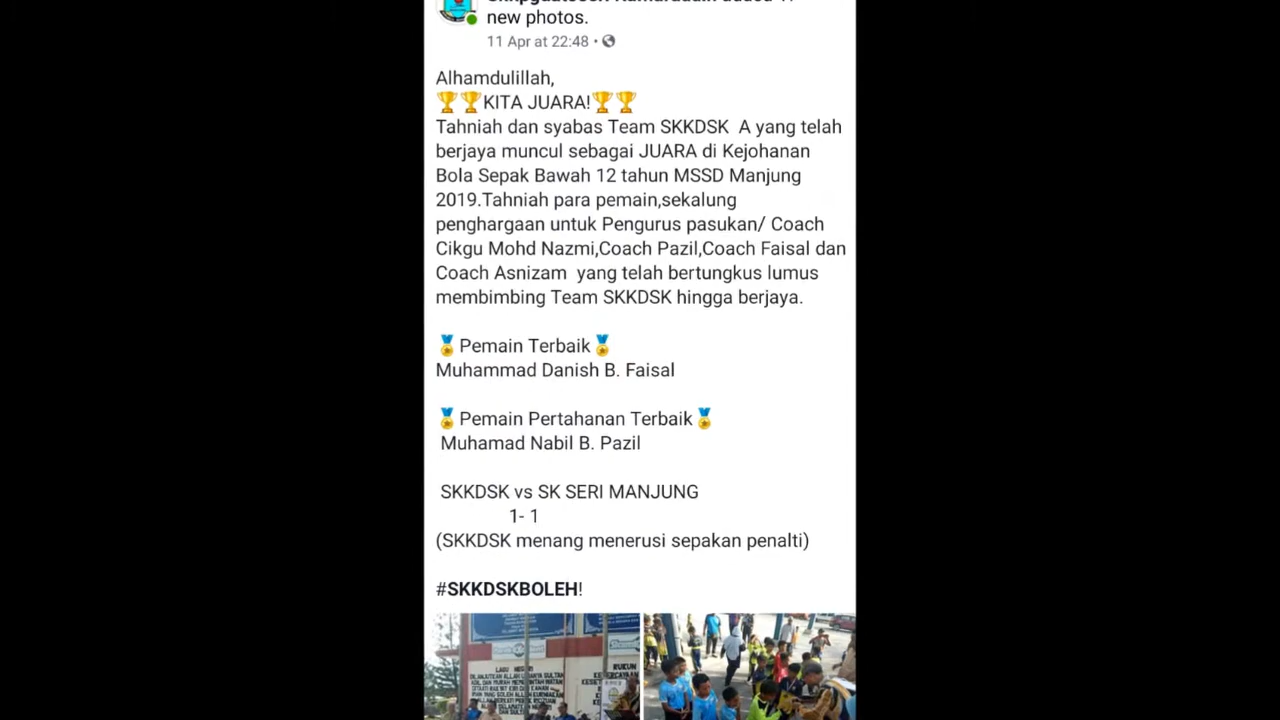 new photos.
11 Apr at 22:48 •
Alhamdulillah,
🏆🏆KITA JUARA!🏆🏆
Tahniah dan syabas Team SKKDSK A yang telah
berjaya muncul sebagai JUARA di Kejohanan
Bola Sepak Bawah 12 tahun MSSD Manjung
2019.Tahniah para pemain,sekalung
penghargaan untuk Pengurus pasukan/ Coach
Cikgu Mohd Nazmi,Coach Pazil,Coach Faisal dan
Coach Asnizam yang telah bertungkus lumus
membimbing Team SKKDSK hingga berjaya.
🏅Pemain Terbaik🏅
Muhammad Danish B. Faisal
🏅Pemain Pertahanan Terbaik🏅
Muhamad Nabil B. Pazil
SKKDSK vs SK SERI MANJUNG
1- 1
(SKKDSK menang menerusi sepakan penalti)
#SKKDSKBOLEH!
LAGU NEGERI
RUKUN